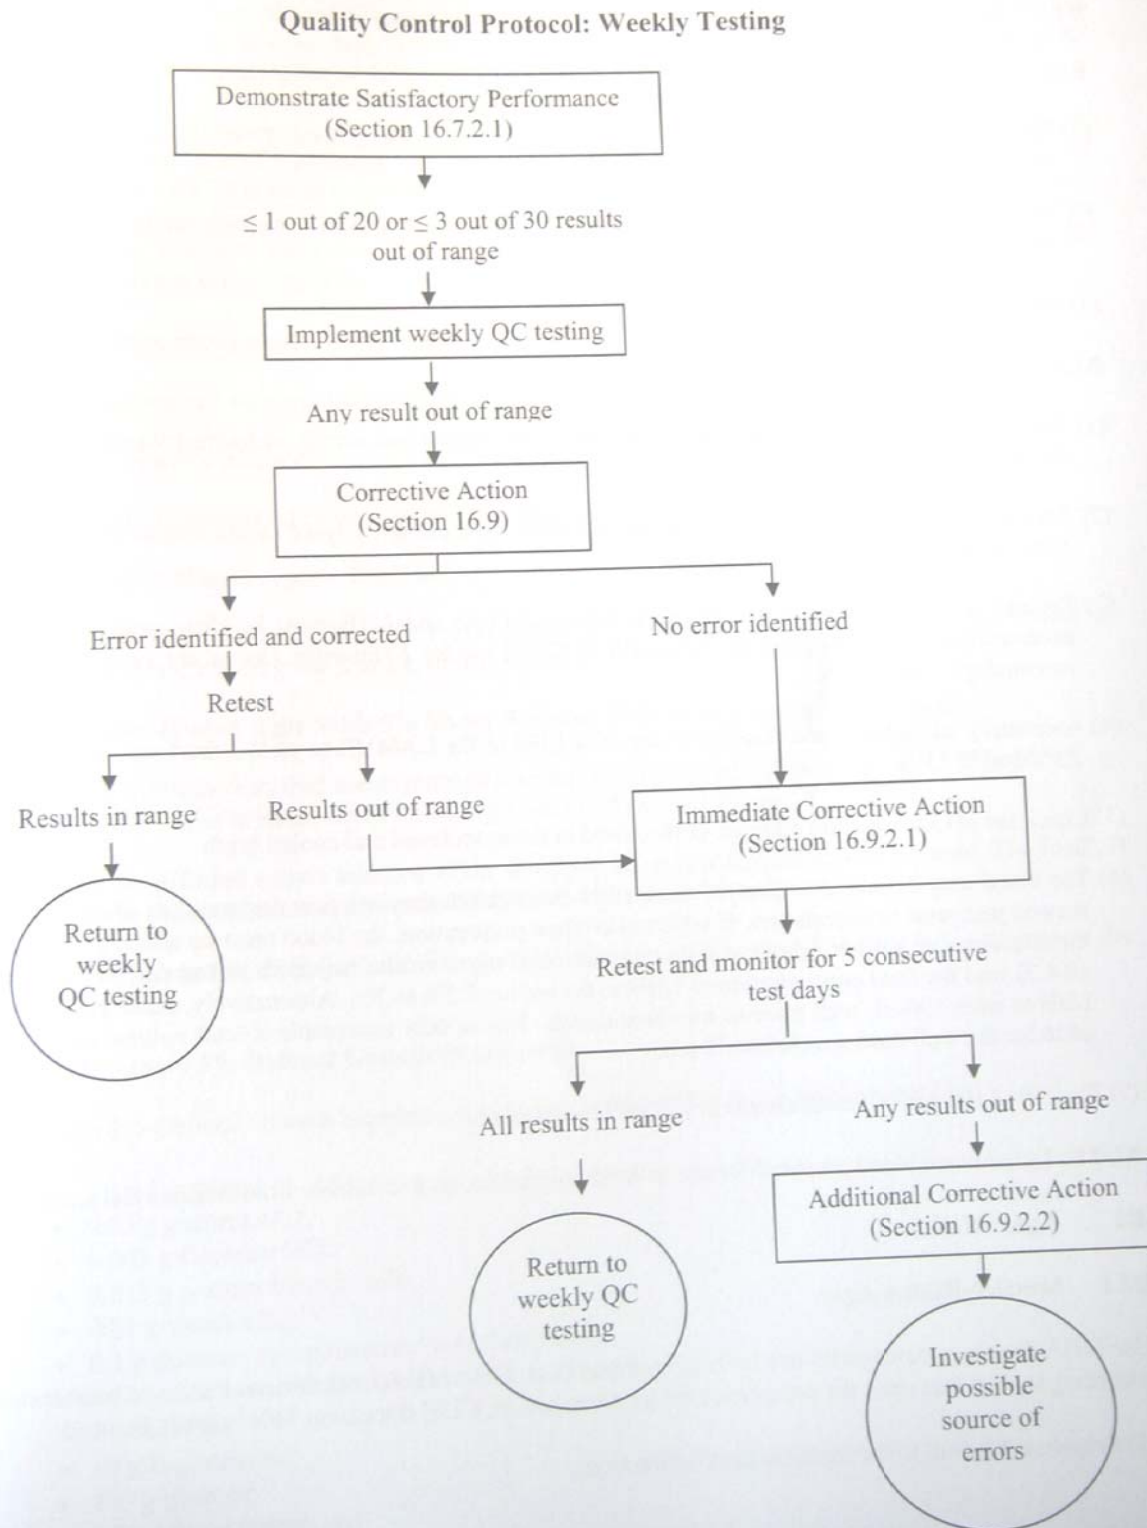 Quality Control Protocol: Weekly Testing
Demonstrate Satisfactory Performance
(Section 16.7.2.1)
≤ 1 out of 20 or ≤ 3 out of 30 results
out of range
Implement weekly QC testing
Any result out of range
Corrective Action
(Section 16.9)
Error identified and corrected
No error identified
Retest
Results in range
Results out of range
Immediate Corrective Action
(Section 16.9.2.1)
Return to
weekly
QC testing
Retest and monitor for 5 consecutive
test days
All results in range
Any results out of range
Additional Corrective Action
(Section 16.9.2.2)
Return to
weekly QC
testing
Investigate
possible
source of
errors